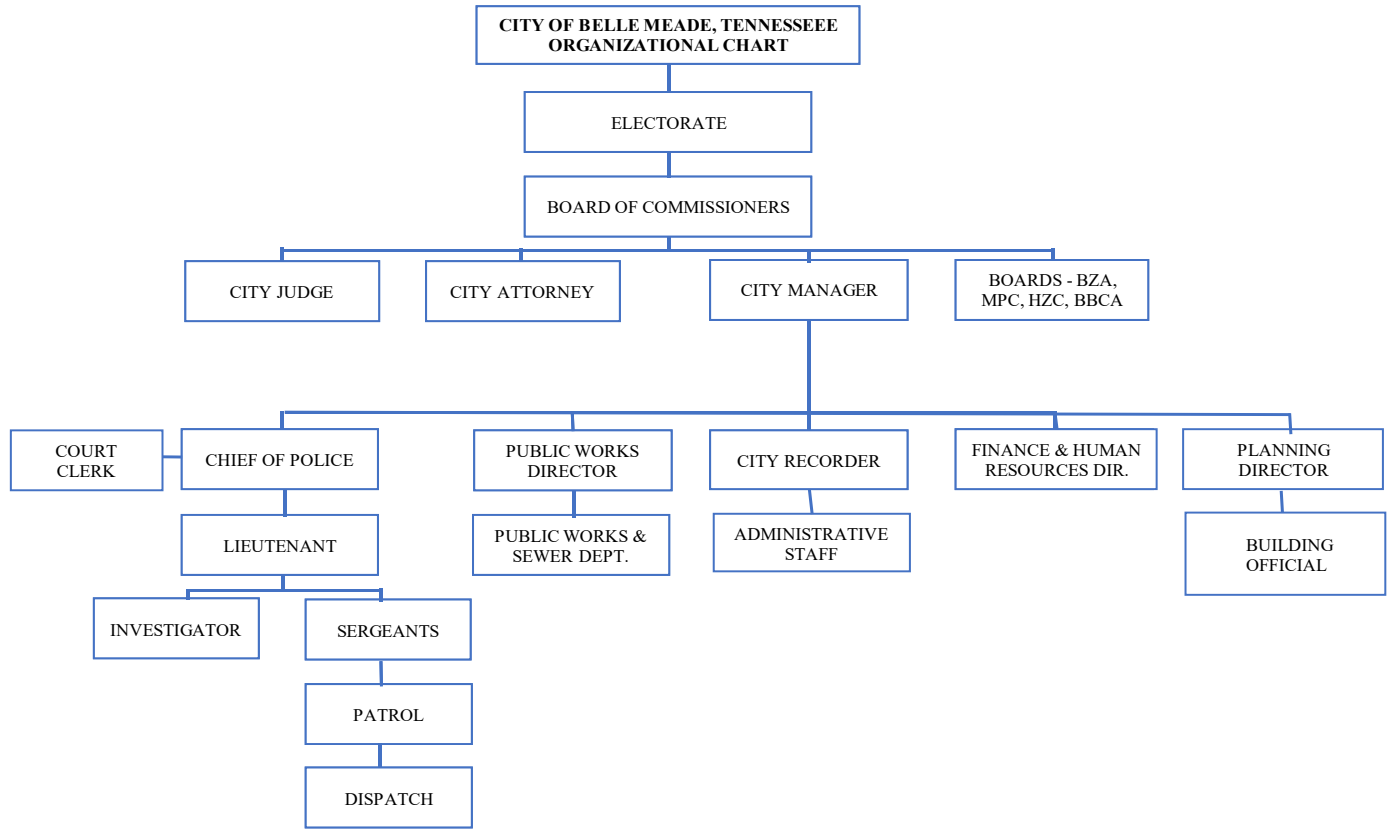 CITY OF BELLE MEADE, TENNESSEEE
ORGANIZATIONAL CHART
ELECTORATE
BOARD OF COMMISSIONERS
CITY JUDGE
CITY ATTORNEY
CITY MANAGER
BOARDS - BZA,
MPC, HZC, BBCA
COURT
CLERK
CHIEF OF POLICE
PUBLIC WORKS
DIRECTOR
CITY RECORDER
FINANCE & HUMAN
RESOURCES DIR.
PLANNING
DIRECTOR
LIEUTENANT
PUBLIC WORKS &
SEWER DEPT.
ADMINISTRATIVE
STAFF
BUILDING
OFFICIAL
INVESTIGATOR
SERGEANTS
PATROL
DISPATCH